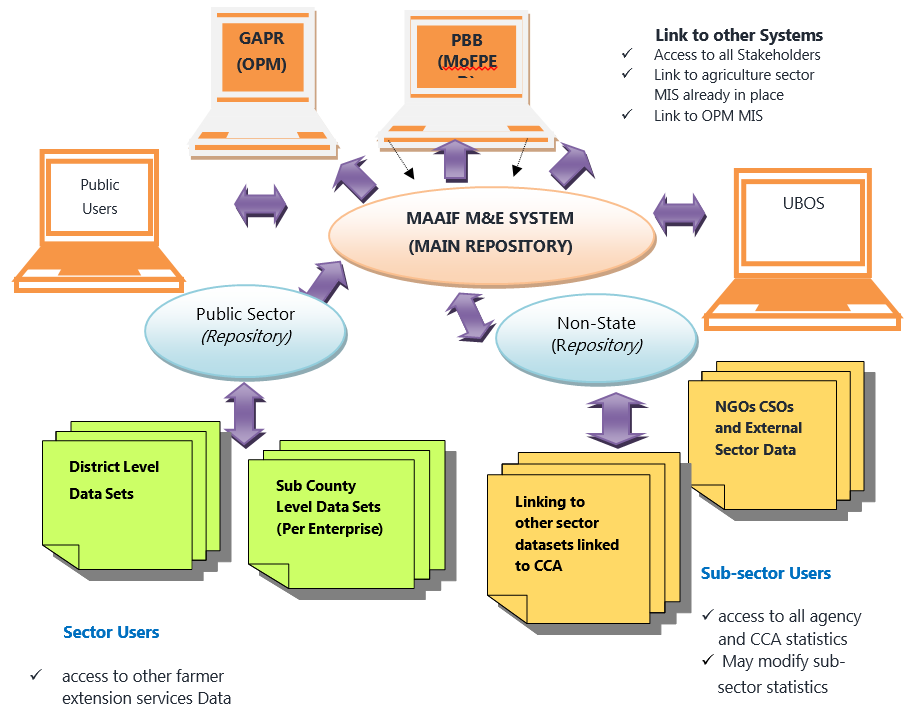 GAPR
(OPM)
PBB
(MoFPE
Link to other Systems
✓ Access to all Stakeholders
✓ Link to agriculture sector
MIS already in place
✓ Link to OPM MIS
Public
Users
MAAIF M&E SYSTEM
(MAIN REPOSITORY)
UBOS
Public Sector
(Repository)
Non-State
(Repository)
District Level
Data Sets
Sub County
Level Data Sets
(Per Enterprise)
Linking to
other sector
datasets linked
to CCA
NGOs CSOs
and External
Sector Data
Sector Users
✓ access to other farmer
extension services Data
Sub-sector Users
✓ access to all agency
and CCA statistics
✓ May modify sub-
sector statistics